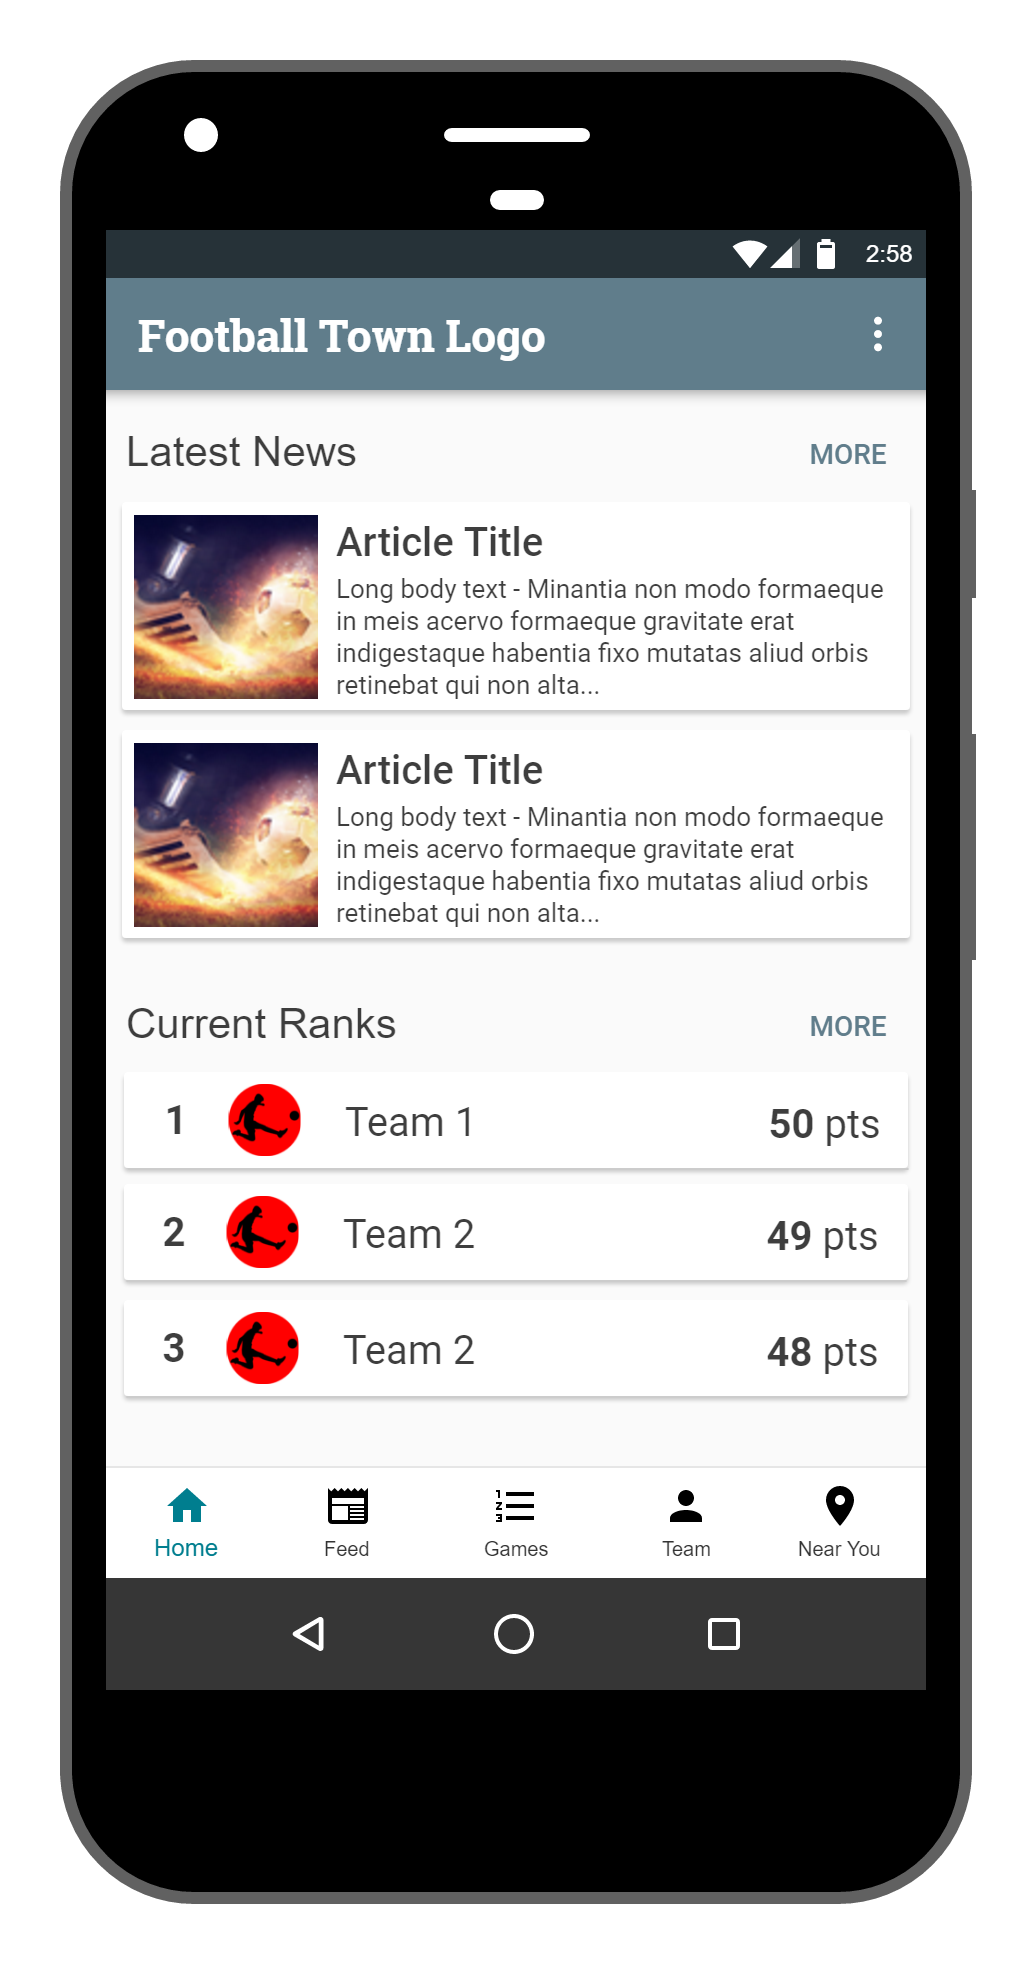 2:58
Football Town Logo
Latest News
MORE
Article Title
Long body text - Minantia non modo formaeque
in meis acervo formaeque gravitate erat
indigestaque habentia fixo mutatas aliud orbis
retinebat qui non alta...
Article Title
Long body text - Minantia non modo formaeque
in meis acervo formaeque gravitate erat
indigestaque habentia fixo mutatas aliud orbis
retinebat qui non alta...
Current Ranks
MORE
1 Team 1 50 pts
2 Team 2 49 pts
3 Team 2 48 pts
Home Feed Games Team Near You